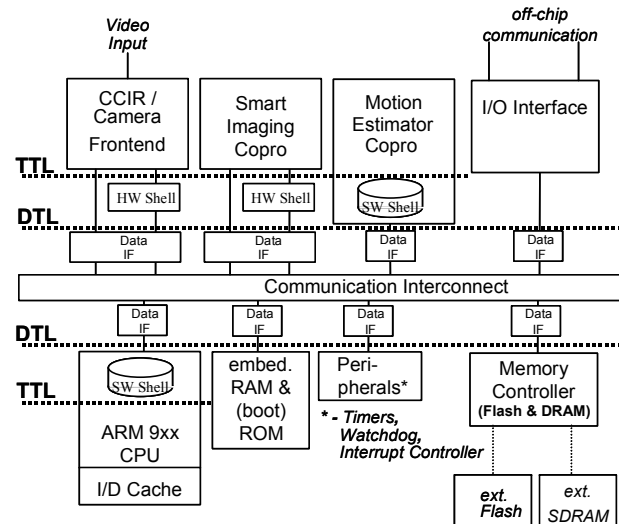 Video
Input
off-chip
communication
CCIR /
Camera
Frontend
Smart
Imaging
Copro
Motion
Estimator
Copro
I/O Interface
TTL
HW Shell
HW Shell
SW Shell
DTL
Data
IF
Data
IF
Data
IF
Data
IF
Communication Interconnect
Data
IF
Data
IF
Data
IF
Data
IF
DTL
SW Shell
embed.
RAM &
(boot)
ROM
Peri-
pherals*
Memory
Controller
(Flash & DRAM)
TTL
* - Timers,
Watchdog,
Interrupt Controller
ARM 9xx
CPU
I/D Cache
ext.
Flash
ext.
SDRAM